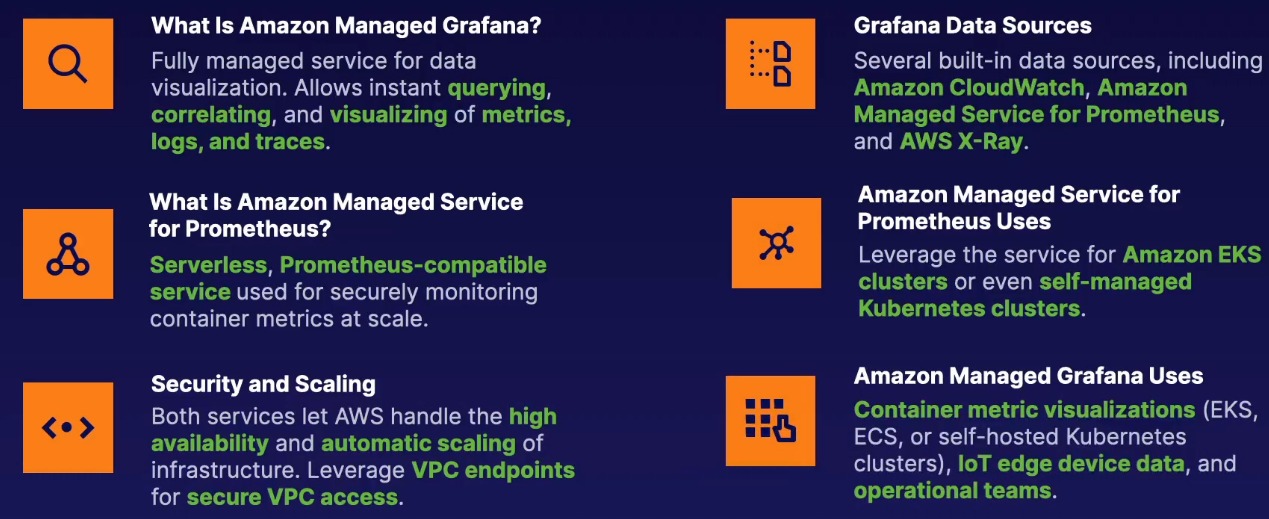 What Is Amazon Managed Grafana?
Fully managed service for data
visualization. Allows instant querying,
correlating, and visualizing of metrics,
logs, and traces.
Grafana Data Sources
Several built-in data sources, including
Amazon CloudWatch, Amazon
Managed Service for Prometheus,
and AWS X-Ray.
What Is Amazon Managed Service
for Prometheus?
Serverless, Prometheus-compatible
service used for securely monitoring
container metrics at scale.
Amazon Managed Service for
Prometheus Uses
Leverage the service for Amazon EKS
clusters or even self-managed
Kubernetes clusters.
Security and Scaling
Both services let AWS handle the high
availability and automatic scaling of
infrastructure. Leverage VPC endpoints
for secure VPC access.
Amazon Managed Grafana Uses
Container metric visualizations (EKS,
ECS, or self-hosted Kubernetes
clusters), IoT edge device data, and
operational teams.